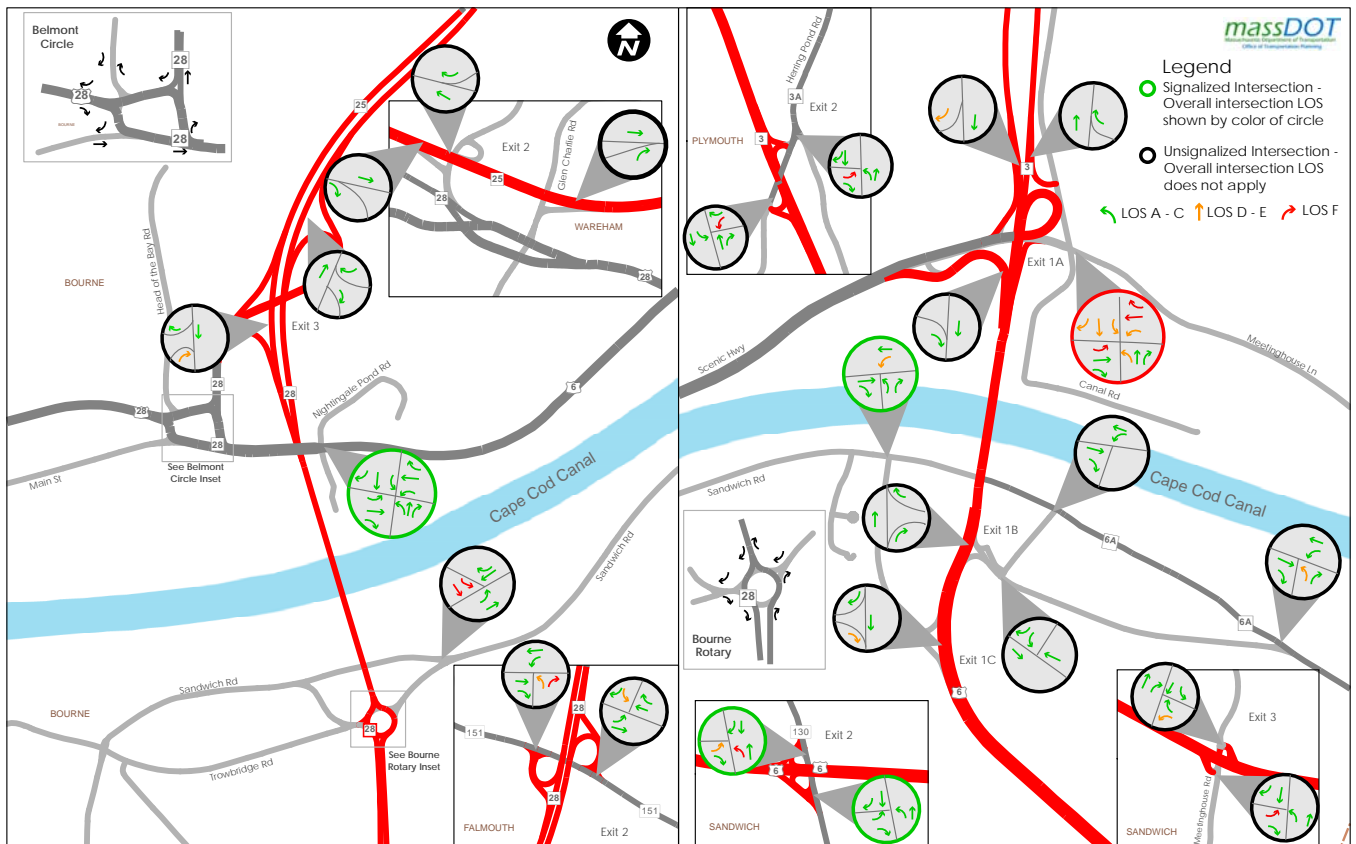 Belmont
Circle
28
28
BOURNE
28
N
25
Exit 2
25
28
Glen Charlie Rd
WAREHAM
28
BOURNE
Head of the Bay Rd
Exit 3
28
28
Nightingale Pond Rd
6
28
28
See Belmont
Circle Inset
Main St
Cape Cod Canal
Sandwich Rd
Sandwich Rd
BOURNE
28
See Bourne
Rotary Inset
Trowbridge Rd
151
28
28
151
FALMOUTH
Exit 2
Herring Pond Rd
3A
Exit 2
3
PLYMOUTH
massDOT
Massachusetts Department of Transportation
Office of Transportation Planning
Legend
Signalized Intersection -
Overall intersection LOS
shown by color of circle
Unsignalized Intersection -
Overall intersection LOS
does not apply
LOS A - C
LOS D - E
LOS F
3
Exit 1A
Scenic Hwy
Meetinghouse Ln
Canal Rd
Sandwich Rd
Cape Cod Canal
Exit 1B
6A
6A
28
Bourne
Rotary
Exit 1C
6
130
Exit 2
6
6
SANDWICH
Exit 3
Meetinghouse Rd
SANDWICH